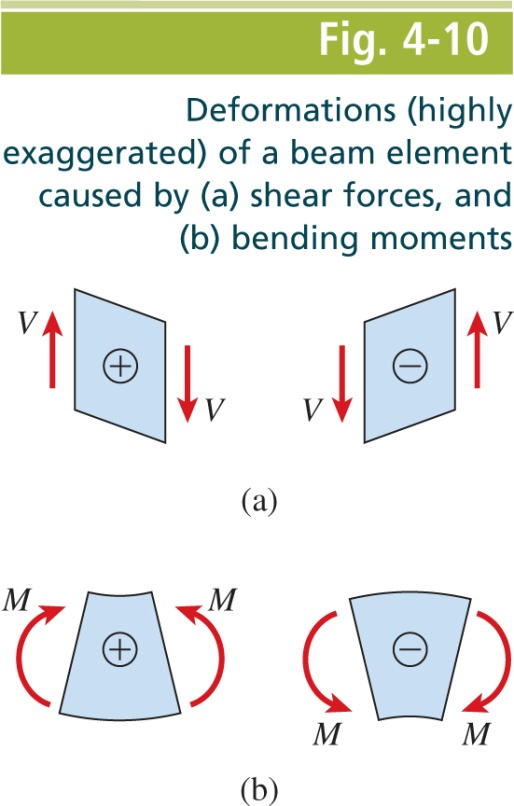 Fig. 4-10
Deformations (highly
exaggerated) of a beam element
caused by (a) shear forces, and
(b) bending moments
V + V V − V
(a)
M + M − M M
(b)